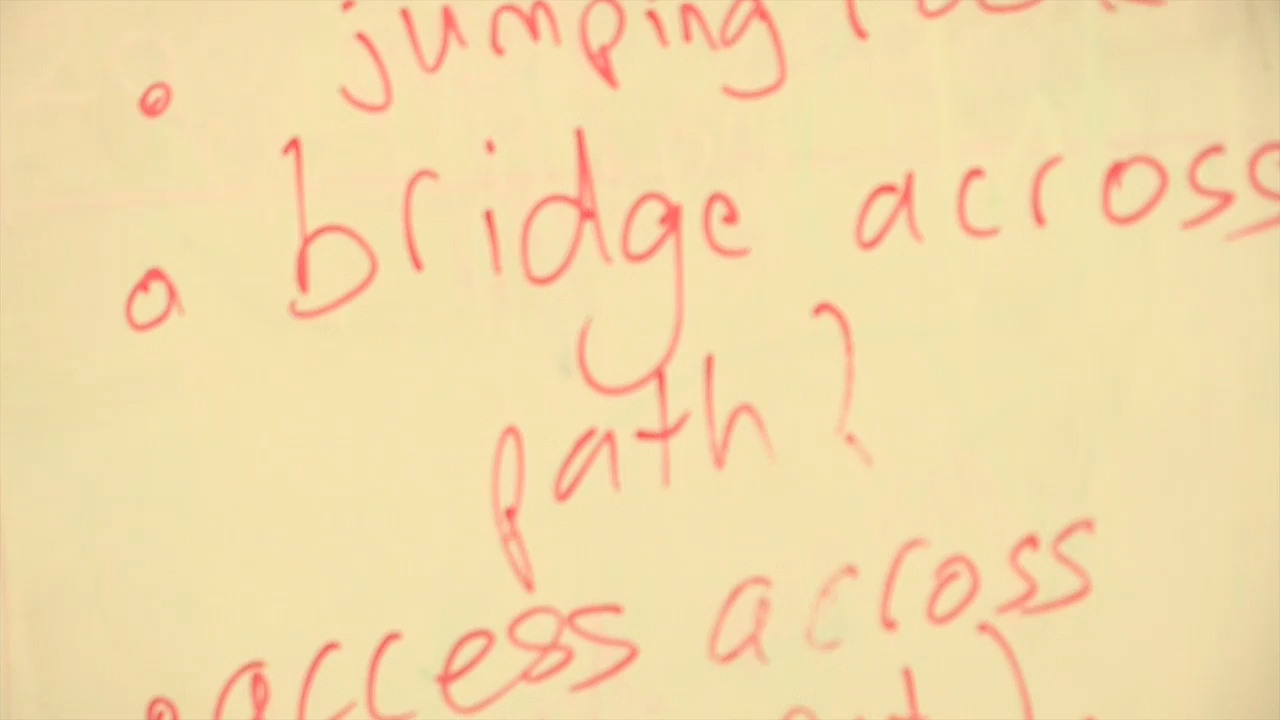 jumping
bridge across
path?
access across